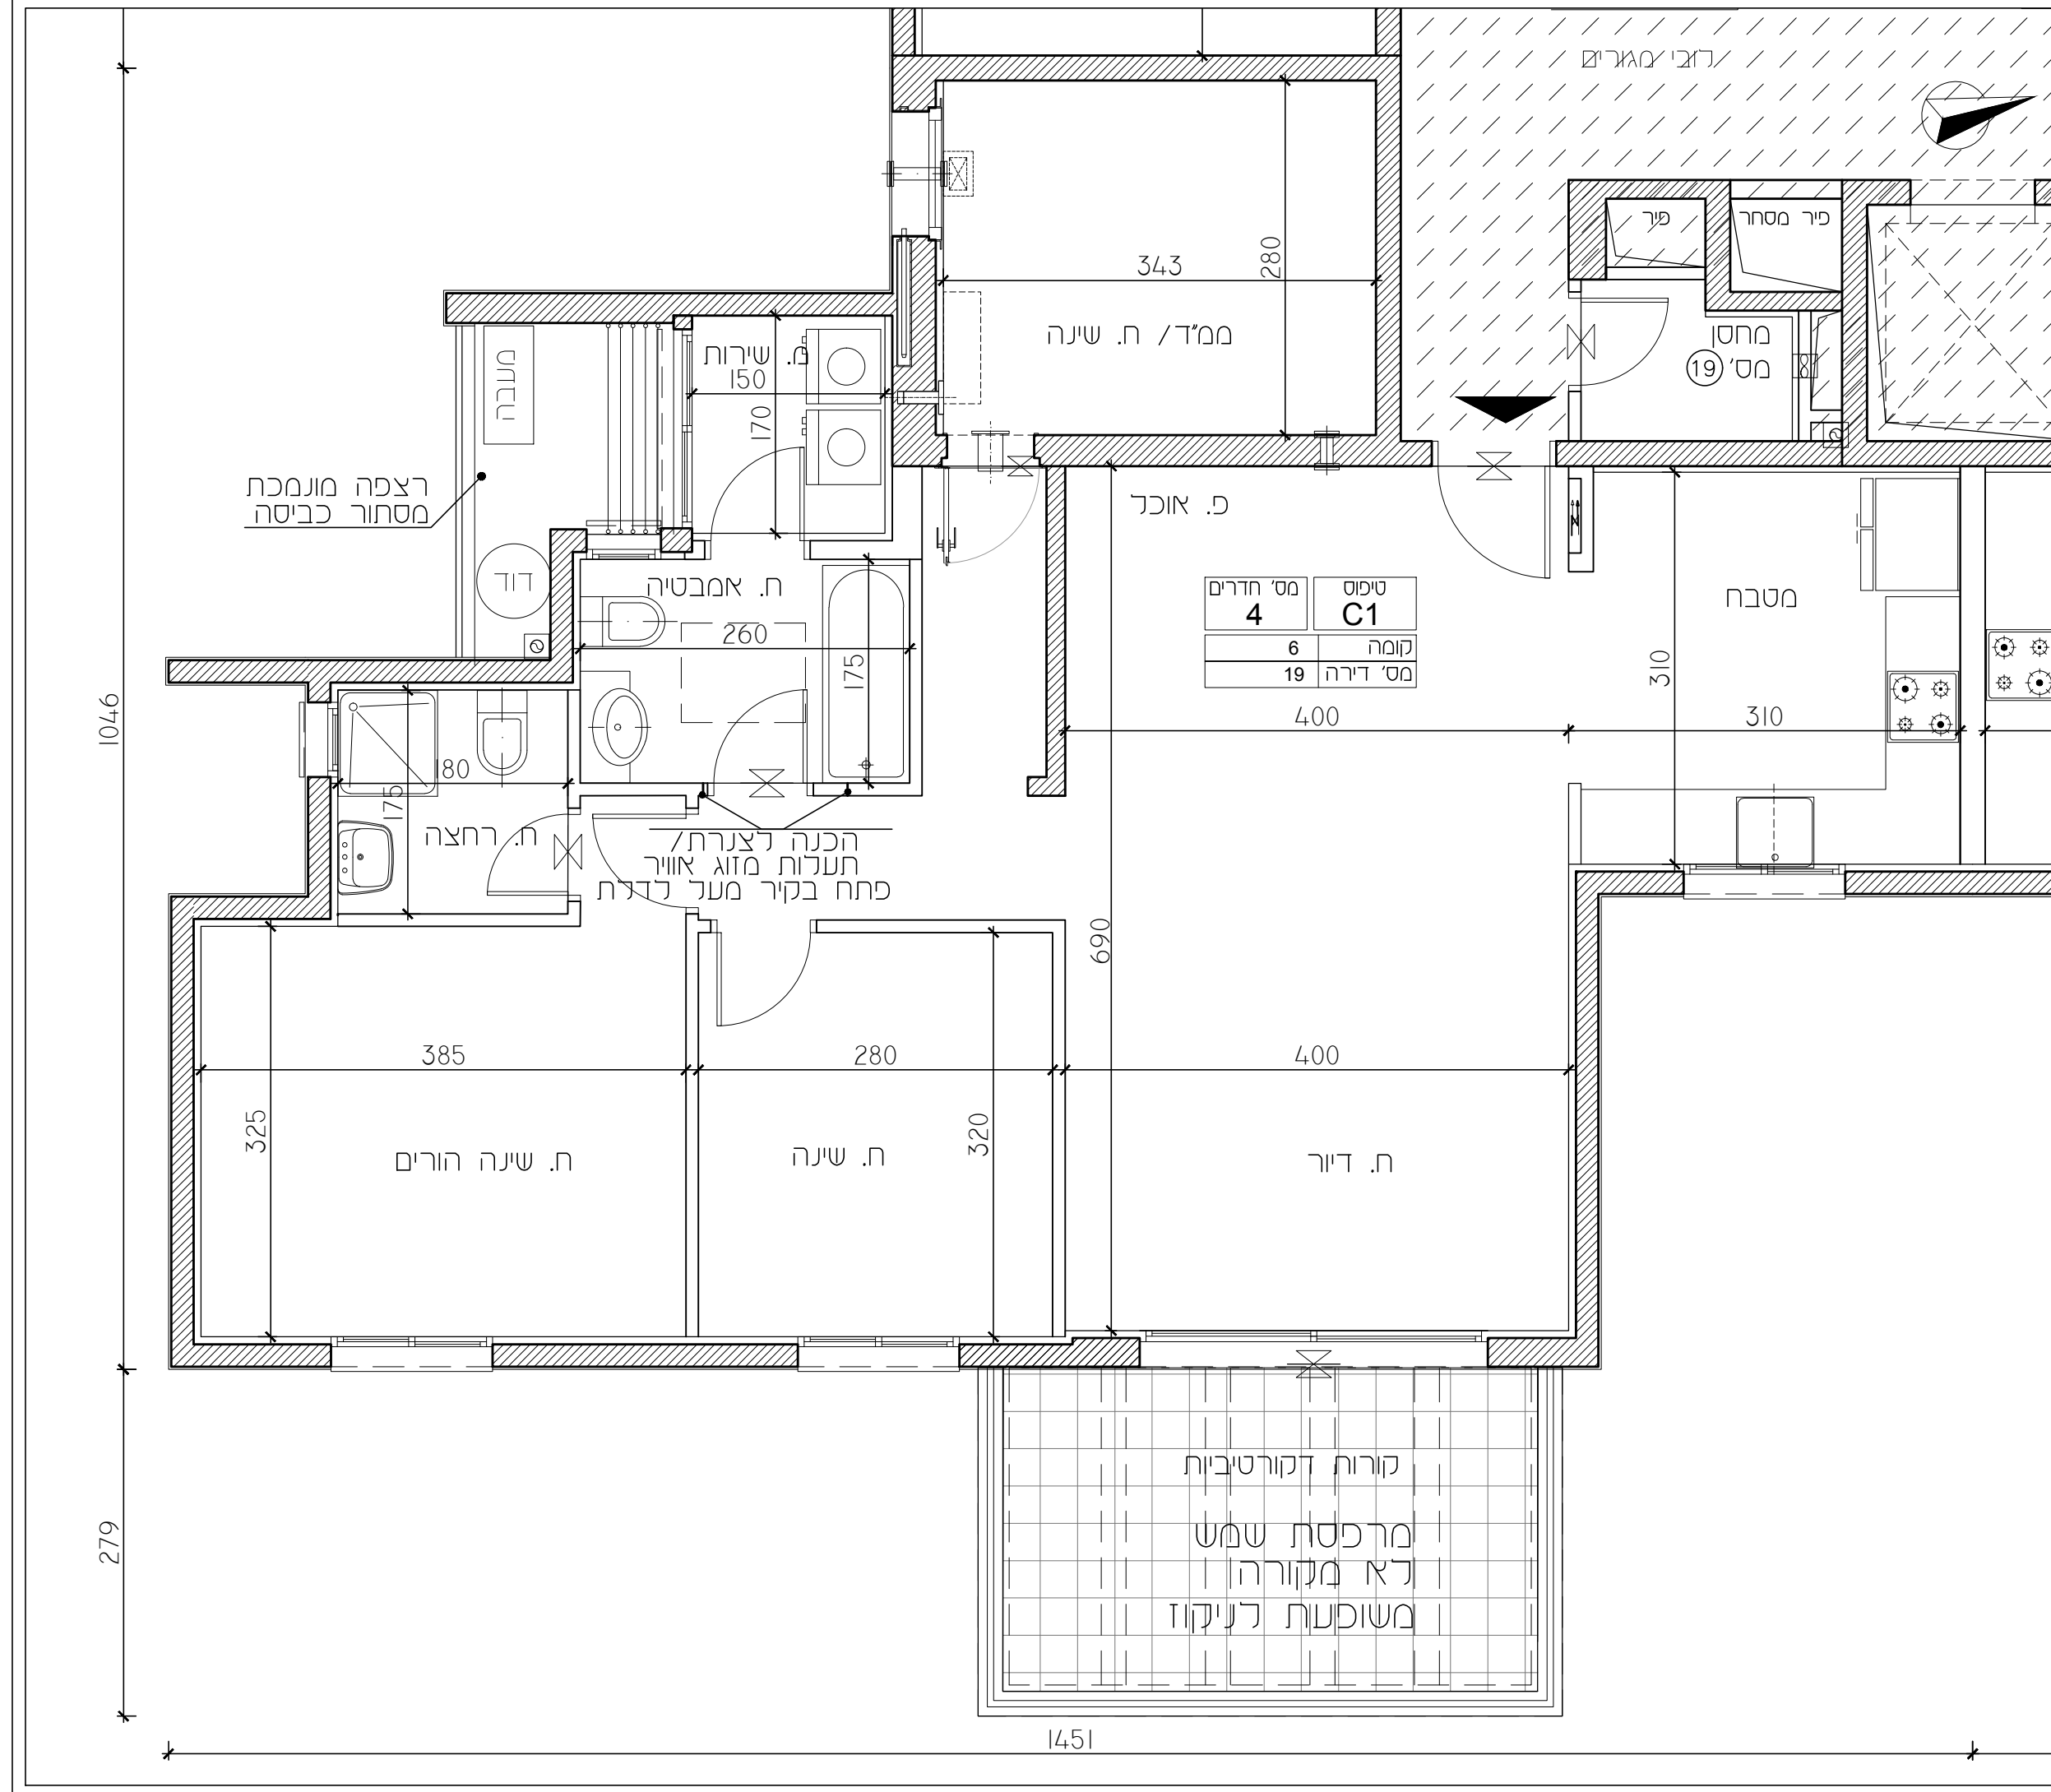 לובי מגורים
פיר
פיר מסחר
280
343
ממ"ד/ ח. שינה
מחסן
מס' 19
מ. שירות
150
170
מעבה
רצפה מונמכת
מסתור כביסה
דוד
פ. אוכל
ח. אמבטיה
260
175
מס' חדרים
4
טיפוס
C1
קומה 6
מס' דירה 19
מטבח
310
400
310
1046
180
175
ח. רחצה
הכנה לצנרת/
תעלות מזוג אוויר
פתח בקיר מעל לדלת
690
385
280
400
325
320
ח. שינה הורים
ח. שינה
ח. דיור
קורות דקורטיביות
מרפסת שמש
לא מקורה
משופעת לניקוז
279
1451